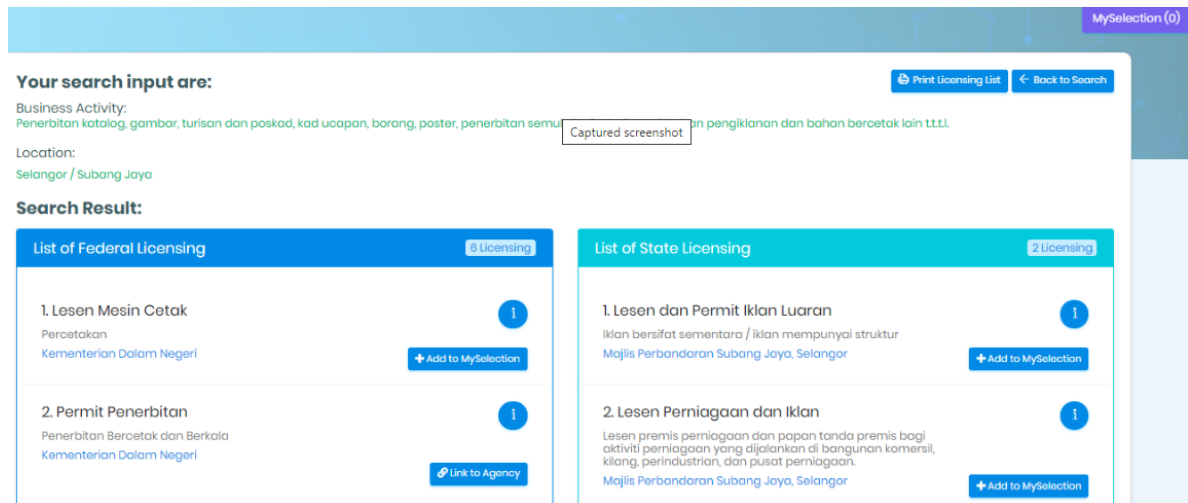 MySelection (0)
Your search input are:
Print Licensing List
Back to Search
Business Activity:
Penerbitan katalog, gambar, turisan dan poskad, kad ucapan, borang, poster, penerbitan pengiklanan dan bahan bercetak lain t.t.t.l.
Captured screenshot
Location:
Selangor / Subang Jaya
Search Result:
List of Federal Licensing
6 Licensing
1. Lesen Mesin Cetak
Percetakan
Kementerian Dalam Negeri
+ Add to MySelection
2. Permit Penerbitan
Penerbitan Bercetak dan Berkala
Kementerian Dalam Negeri
Link to Agency
List of State Licensing
2 Licensing
1. Lesen dan Permit Iklan Luaran
Iklan bersifat sementara / iklan mempunyai struktur
Majlis Perbandaran Subang Jaya, Selangor
+ Add to MySelection
2. Lesen Perniagaan dan Iklan
Lesen premis perniagaan dan papan tanda premis bagi
aktiviti perniagaan yang dijalankan di bangunan komersil,
kilang, perindustrian, dan pusat perniagaan.
Majlis Perbandaran Subang Jaya, Selangor
+ Add to MySelection